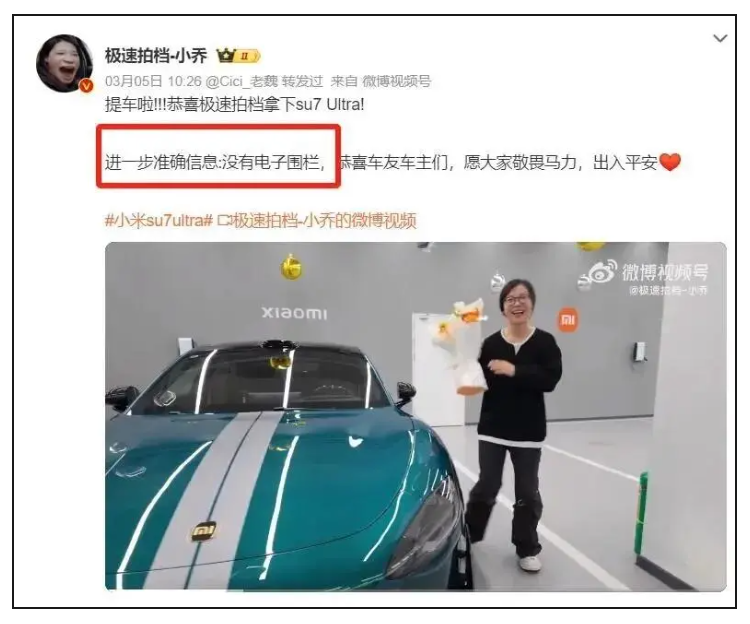 极速拍档-小乔 II
03月05日 10:26 @Cici_老魏 转发过 来自 微博视频号
提车啦!!!恭喜极速拍档拿下su7 Ultra!
进一步准确信息:没有电子围栏，恭喜车友车主们，愿大家敬畏马力，出入平安
#小米su7ultra# 极速拍档-小乔的微博视频
微博视频号
@极速拍档-小乔
xiaomi
mi
mi